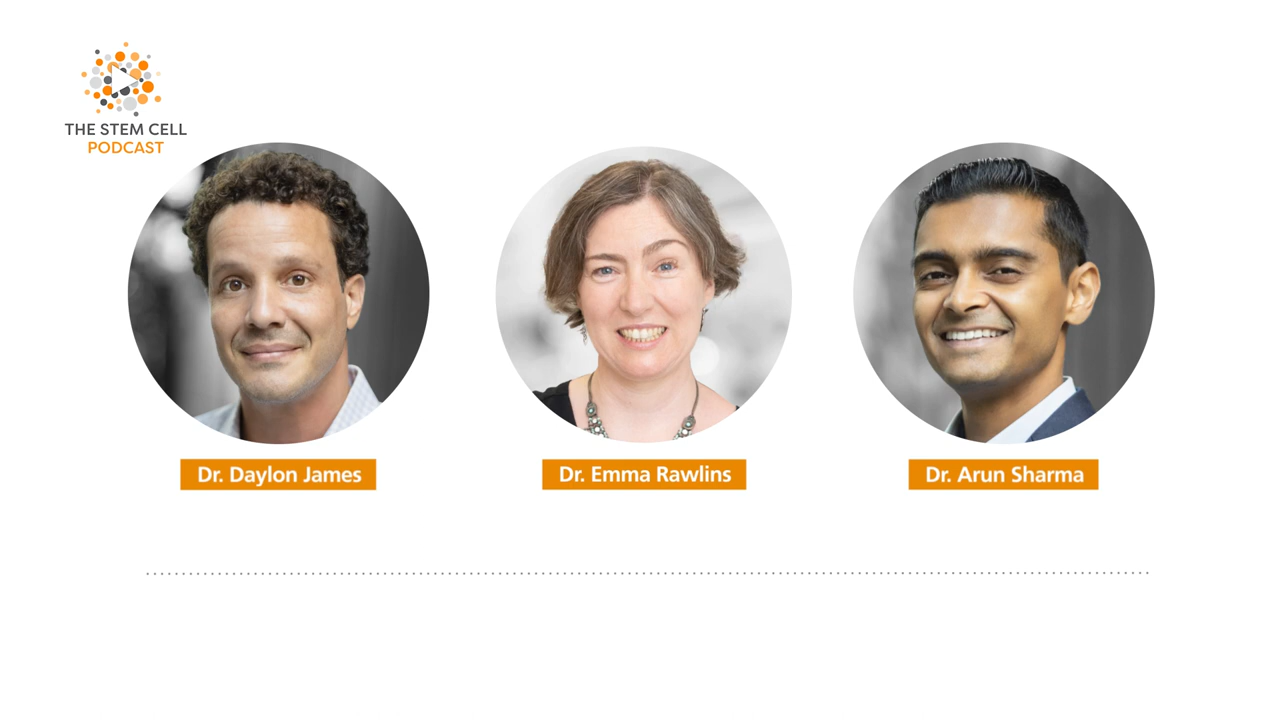 THE STEM CELL
PODCAST
Dr. Daylon James
Dr. Emma Rawlins
Dr. Arun Sharma